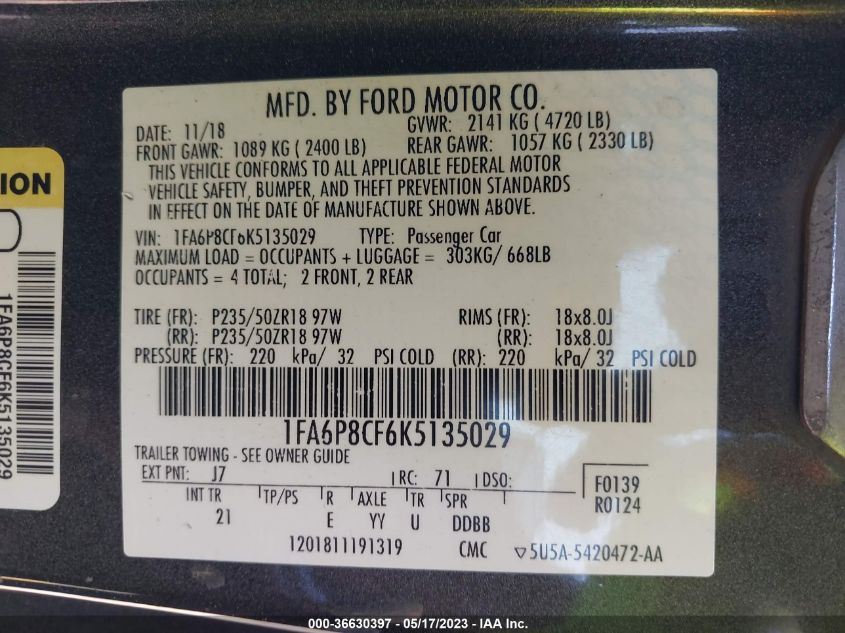 MFD. BY FORD MOTOR CO.
DATE: 11/18 GVWR: 2141 KG ( 4720 LB)
FRONT GAWR: 1089 KG ( 2400 LB) REAR GAWR: 1057 KG ( 2330 LB)
THIS VEHICLE CONFORMS TO ALL APPLICABLE FEDERAL MOTOR
VEHICLE SAFETY, BUMPER, AND THEFT PREVENTION STANDARDS
IN EFFECT ON THE DATE OF MANUFACTURE SHOWN ABOVE.
VIN: 1FA6P8CF6K5135029 TYPE: Passenger Car
MAXIMUM LOAD = OCCUPANTS + LUGGAGE = 303KG/ 668LB
OCCUPANTS = 4 TOTAL; 2 FRONT, 2 REAR
TIRE (FR): P235/50ZR18 97W RIMS (FR): 18x8.0J
(RR): P235/50ZR18 97W (RR): 18x8.0J
PRESSURE (FR): 220 kPa/ 32 PSI COLD (RR): 220 kPa/ 32 PSI COLD
1FA6P8CF6K5135029
TRAILER TOWING - SEE OWNER GUIDE
EXT PNT: J7 RC: 71 DSO: F0139
R0124
INT TR TP/PS R AXLE TR SPR
21 E YY U DDBB
1201811191319 CMC ▽5U5A-5420472-AA
ION
1FA6P8CF6K5135029
000-36630397 - 05/17/2023 - IAA Inc.